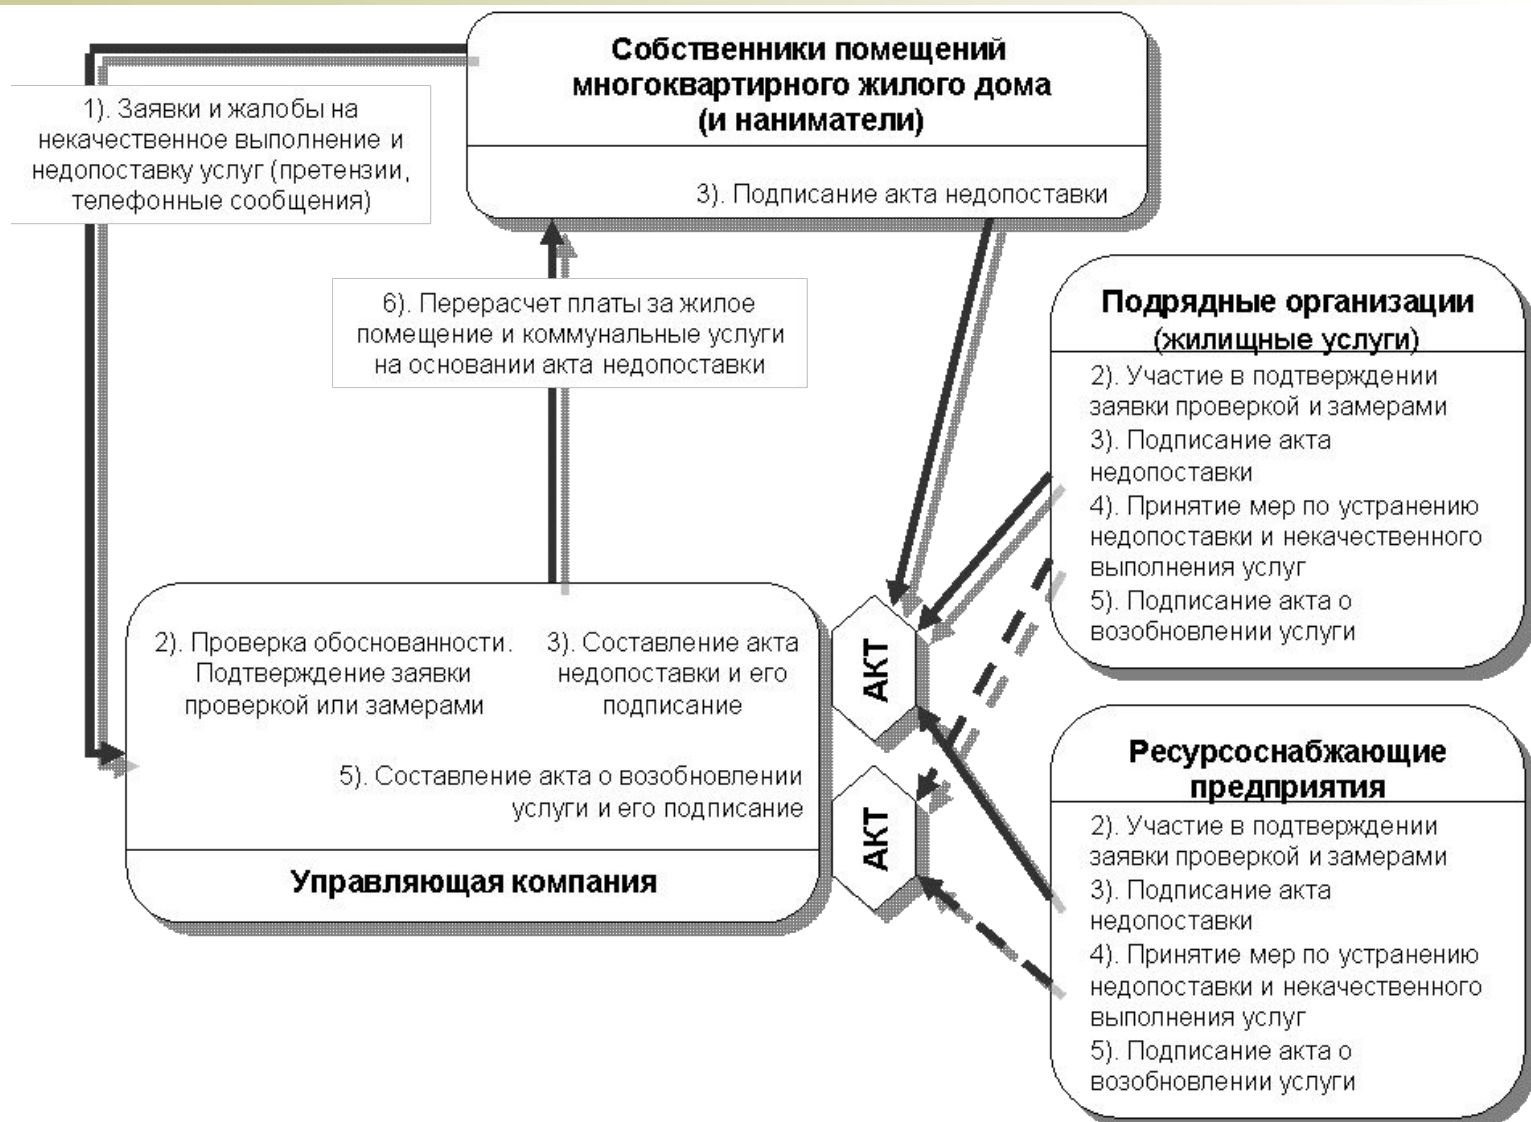 Собственники помещений
многоквартирного жилого дома
(и наниматели)
3). Подписание акта недопоставки
1). Заявки и жалобы на
некачественное выполнение и
недопоставку услуг (претензии,
телефонные сообщения)
6). Перерасчет платы за жилое
помещение и коммунальные услуги
на основании акта недопоставки
Подрядные организации
(жилищные услуги)
2). Участие в подтверждении
заявки проверкой и замерами
3). Подписание акта
недопоставки
4). Принятие мер по устранению
недопоставки и некачественного
выполнения услуг
5). Подписание акта о
возобновлении услуги
2). Проверка обоснованности.
Подтверждение заявки
проверкой или замерами
3). Составление акта
недопоставки и его
подписание
5). Составление акта о возобновлении
услуги и его подписание
Управляющая компания
АКТ
АКТ
Ресурсоснабжающие
предприятия
2). Участие в подтверждении
заявки проверкой и замерами
3). Подписание акта
недопоставки
4). Принятие мер по устранению
недопоставки и некачественного
выполнения услуг
5). Подписание акта о
возобновлении услуги